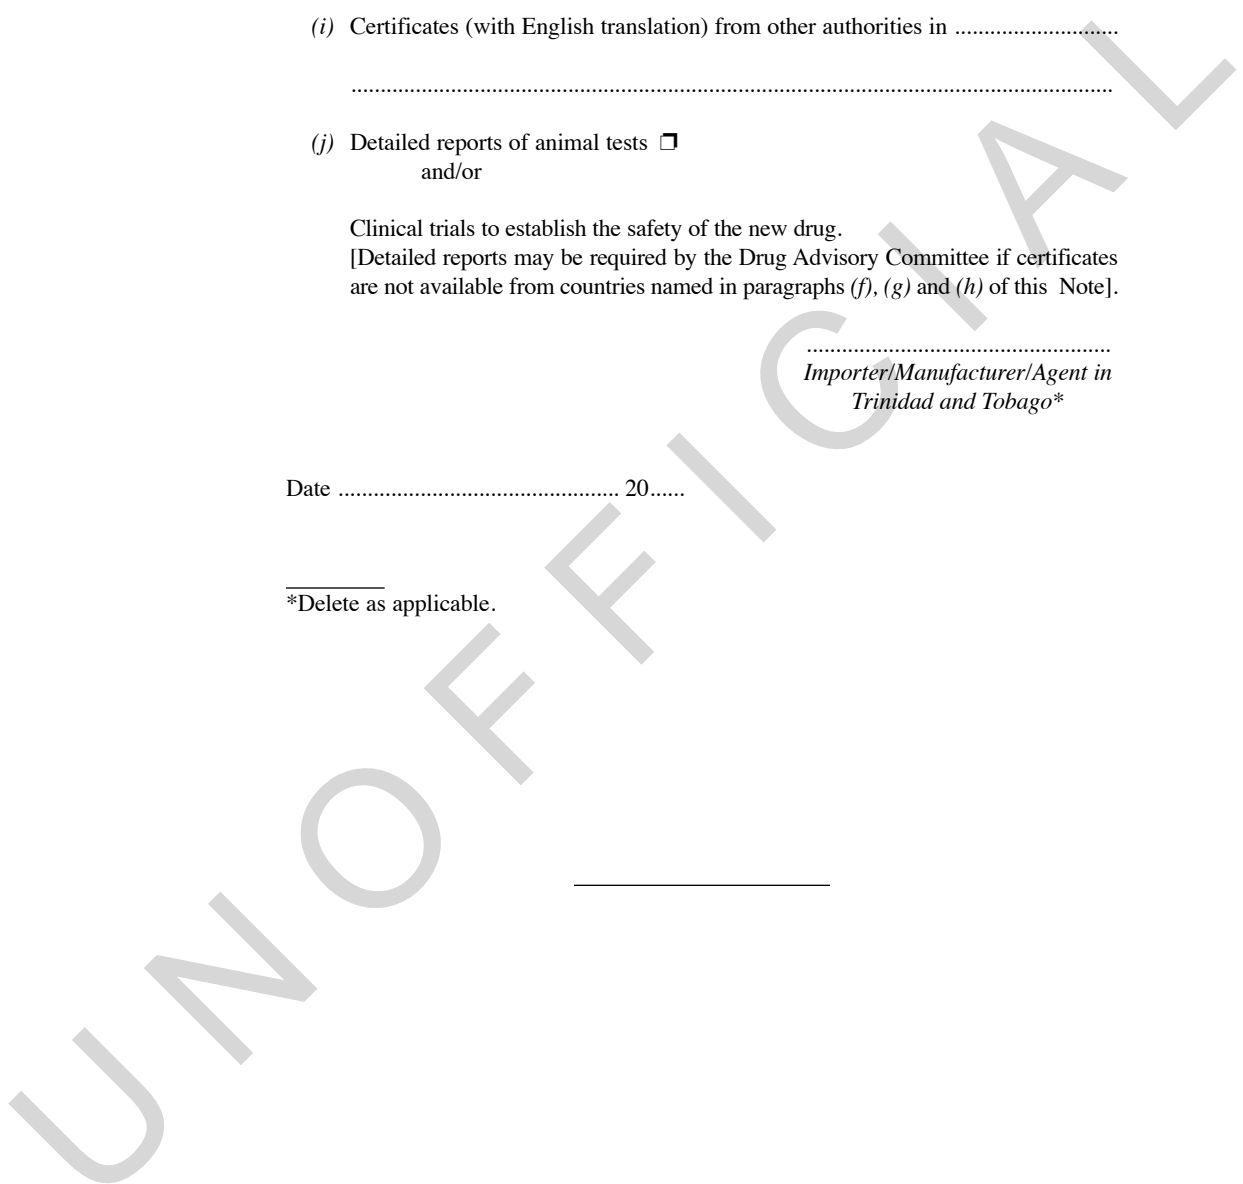 (i) Certificates (with English translation) from other authorities in ............................
..................................................................................................................................
(j) Detailed reports of animal tests ❐
and/or
Clinical trials to establish the safety of the new drug.
[Detailed reports may be required by the Drug Advisory Committee if certificates
are not available from countries named in paragraphs (f), (g) and (h) of this Note].
....................................................
Importer/Manufacturer/Agent in
Trinidad and Tobago*
Date ................................................ 20......
*Delete as applicable.
UNOFFICIAL